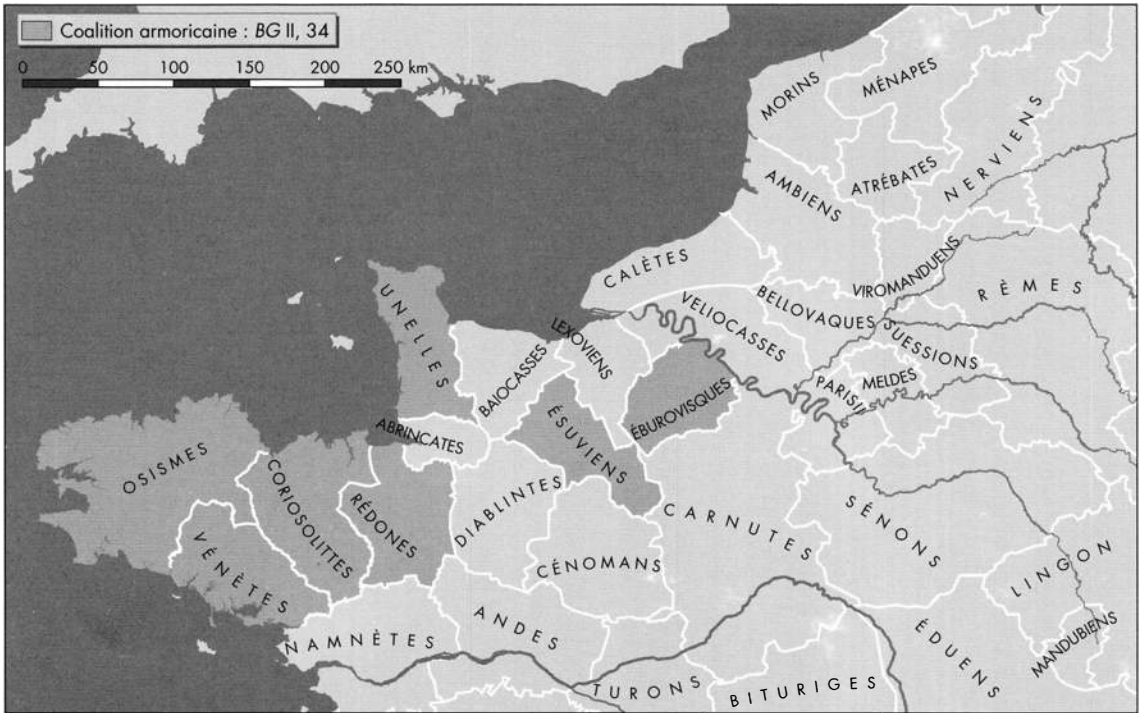 Coalition armoricaine : BG II, 34
0 50 100 150 200 250 km
MORINS
MÉNAPES
NERVIENS
ATRÉBATES
AMBIENS
CALÈTES
VIROMANDUENS
RÈMES
BELLOVAQUES
SUESSIONS
VELIOCASSES
UNELLES
LEXOVIENS
BAIOCASSES
MELDES
PARISII
ÉBUROVISQUES
ÉSUVIENS
ABRINCATES
OSISMES
CORIOSOLITTES
RÉDONES
DIABLINTES
CARNUTES
SÉNONS
VÉNÈTES
CÉNOMANS
LINGON
ANDES
NAMNÈTES
ÉDUENS
MANDUBIENS
TURONS
BITURIGES